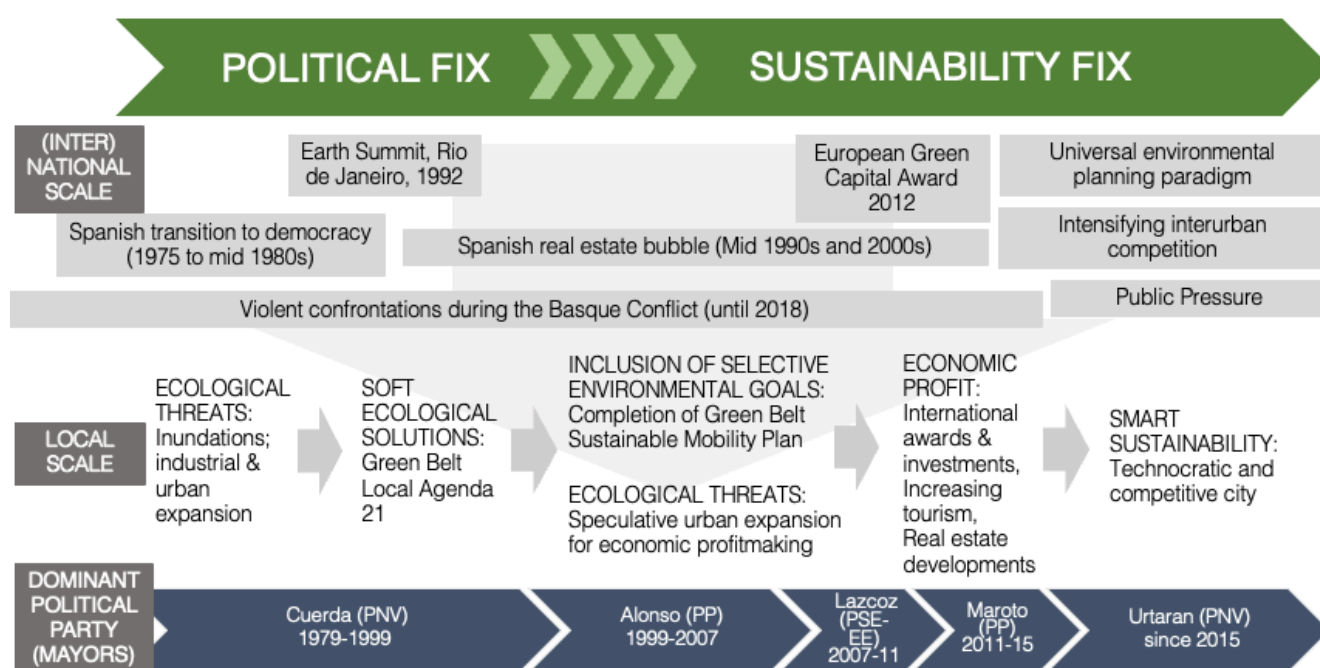 POLITICAL FIX
SUSTAINABILITY FIX
(INTER)
NATIONAL
SCALE
Earth Summit, Rio
de Janeiro, 1992
European Green
Capital Award
2012
Universal environmental
planning paradigm
Spanish transition to democracy
(1975 to mid 1980s)
Spanish real estate bubble (Mid 1990s and 2000s)
Intensifying interurban
competition
Violent confrontations during the Basque Conflict (until 2018)
Public Pressure
LOCAL
SCALE
ECOLOGICAL
THREATS:
Inundations;
industrial &
urban
expansion
SOFT
ECOLOGICAL
SOLUTIONS:
Green Belt
Local Agenda
21
INCLUSION OF SELECTIVE
ENVIRONMENTAL GOALS:
Completion of Green Belt
Sustainable Mobility Plan
ECOLOGICAL THREATS:
Speculative urban expansion
for economic profitmaking
ECONOMIC
PROFIT:
International
awards &
investments,
Increasing
tourism,
Real estate
developments
SMART
SUSTAINABILITY:
Technocratic and
competitive city
DOMINANT
POLITICAL
PARTY
(MAYORS)
Cuerda (PNV)
1979-1999
Alonso (PP)
1999-2007
Lazcoz
(PSE-
EE)
2007-11
Maroto
(PP)
2011-15
Urtaran (PNV)
since 2015